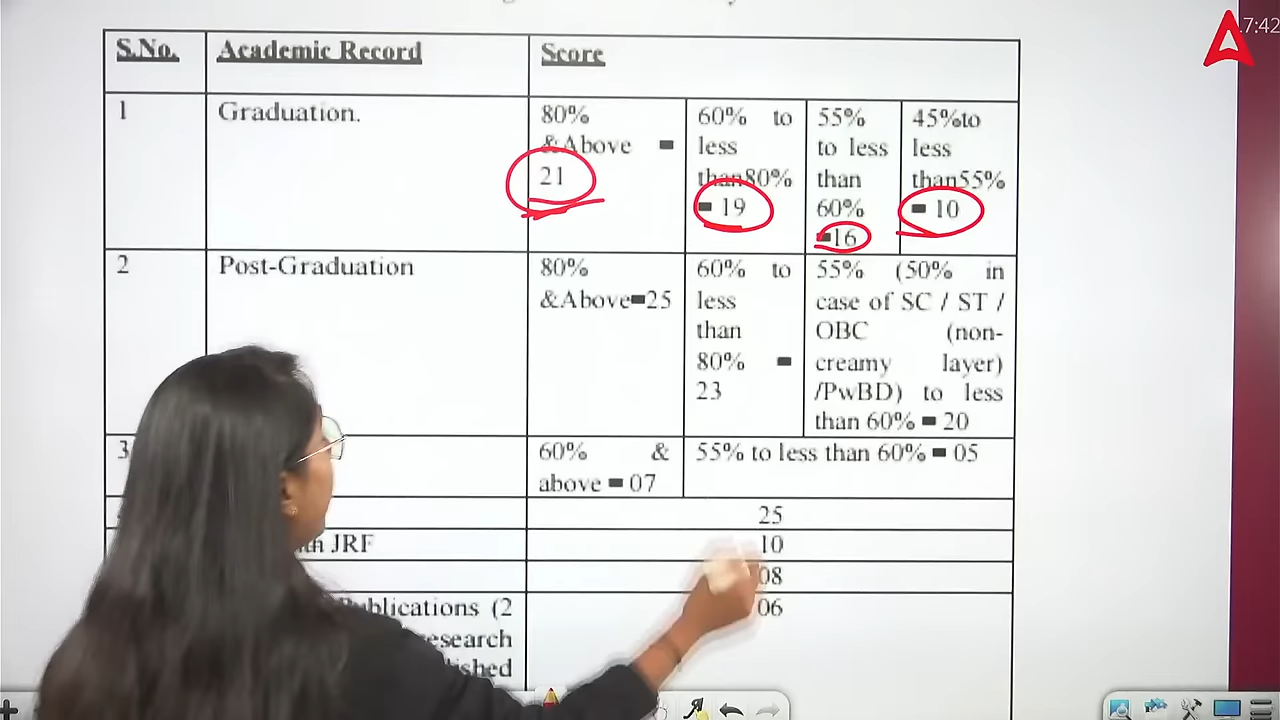 7:42
S.No.
Academic Record
Score
1
Graduation.
80%
&Above =
21
60% to
less
than80%
= 19
55%
to less
than
60%
=16
45%to
less
than55%
= 10
2
Post-Graduation
80%
&Above=25
60% to
less
than
80% =
23
55% (50% in
case of SC / ST /
OBC (non-
creamy layer)
/PwBD) to less
than 60% = 20
3
60% &
above = 07
55% to less than 60% = 05
25
JRF
10
08
Publications (2
06